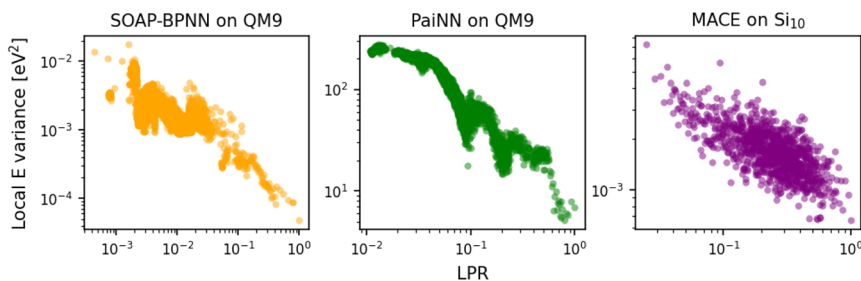 SOAP-BPNN on QM9
PaiNN on QM9
MACE on Si₁₀
Local E variance [eV²]
10⁻²
10⁻³
10⁻⁴
10²
10¹
10⁻³
10⁻³ 10⁻² 10⁻¹ 10⁰
10⁻² 10⁻¹ 10⁰
10⁻¹ 10⁰
LPR